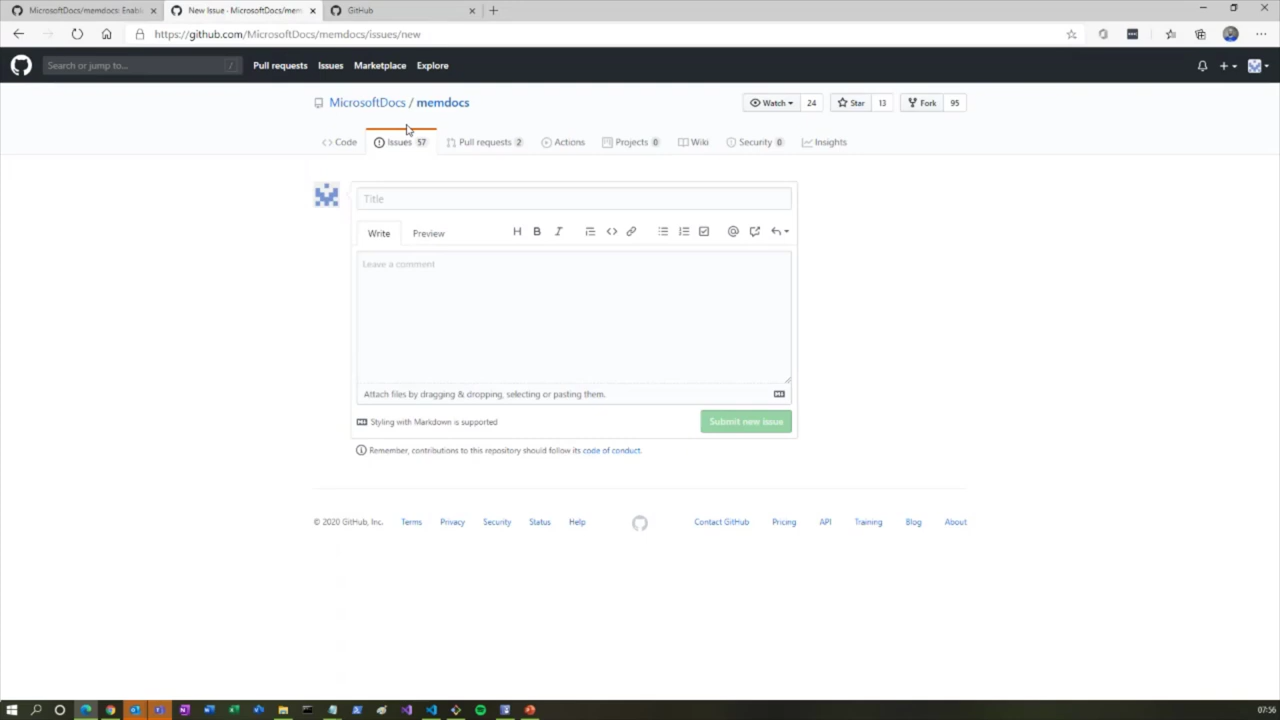 MicrosoftDocs/memdocs: Enabl
New Issue - MicrosoftDocs/mem
GitHub
https://github.com/MicrosoftDocs/memdocs/issues/new
Search or jump to...
/
Pull requests
Issues
Marketplace
Explore
MicrosoftDocs / memdocs
Watch 24
Star 13
Fork 95
Code
Issues 57
Pull requests 2
Actions
Projects 0
Wiki
Security 0
Insights
Title
Write
Preview
Leave a comment
Attach files by dragging & dropping, selecting or pasting them.
Styling with Markdown is supported
Submit new issue
Remember, contributions to this repository should follow its code of conduct.
© 2020 GitHub, Inc.
Terms
Privacy
Security
Status
Help
Contact GitHub
Pricing
API
Training
Blog
About
07:56